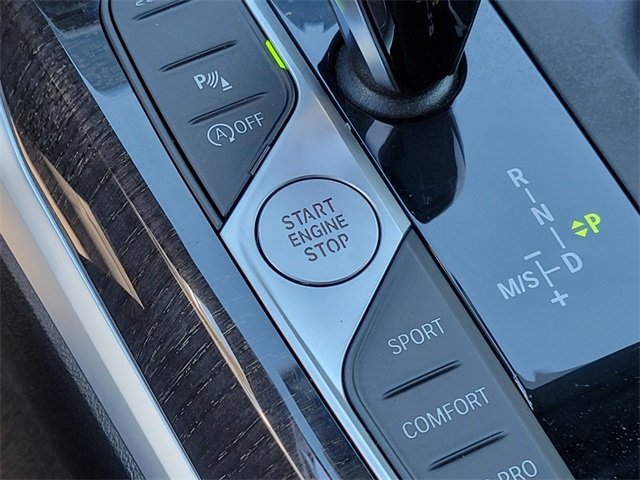 P
A OFF
START
ENGINE
STOP
R
N
P
M/S
D
+
SPORT
COMFORT
PRO